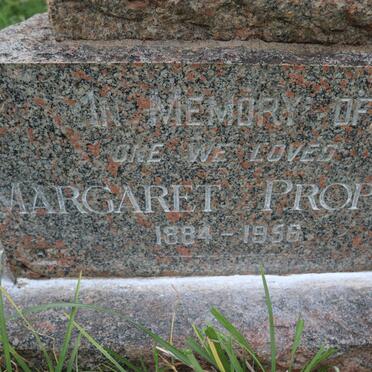 IN MEMORY OF
ONE WE LOVED
MARGARET PROP
1884 - 1956